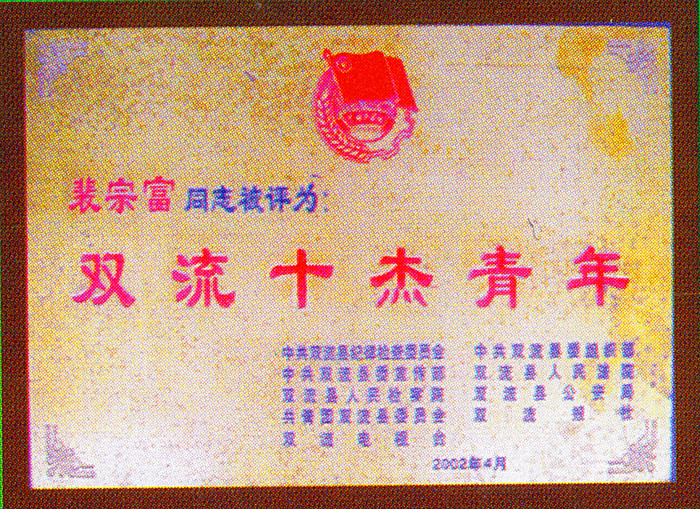 裴宗富同志被评为：
双流十杰青年
中共双流县纪律检查委员会
中共双流县委宣传部
双流县人民检察院
共青团双流县委员会
双流电视台
中共双流县委组织部
双流县人民法院
双流县公安局
双流报社
2002年4月